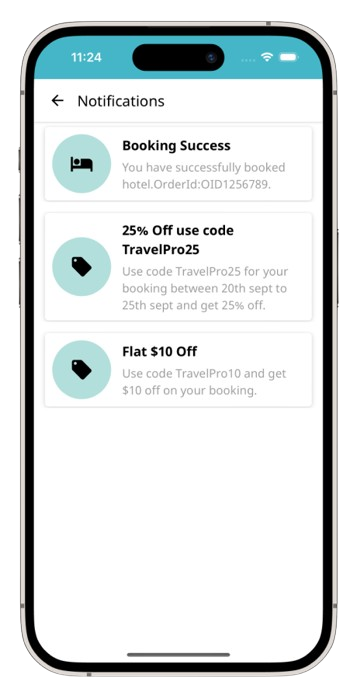 11:24
Notifications
Booking Success
You have successfully booked
hotel.OrderId:OID1256789.
25% Off use code
TravelPro25
Use code TravelPro25 for your
booking between 20th sept to
25th sept and get 25% off.
Flat $10 Off
Use code TravelPro10 and get
$10 off on your booking.